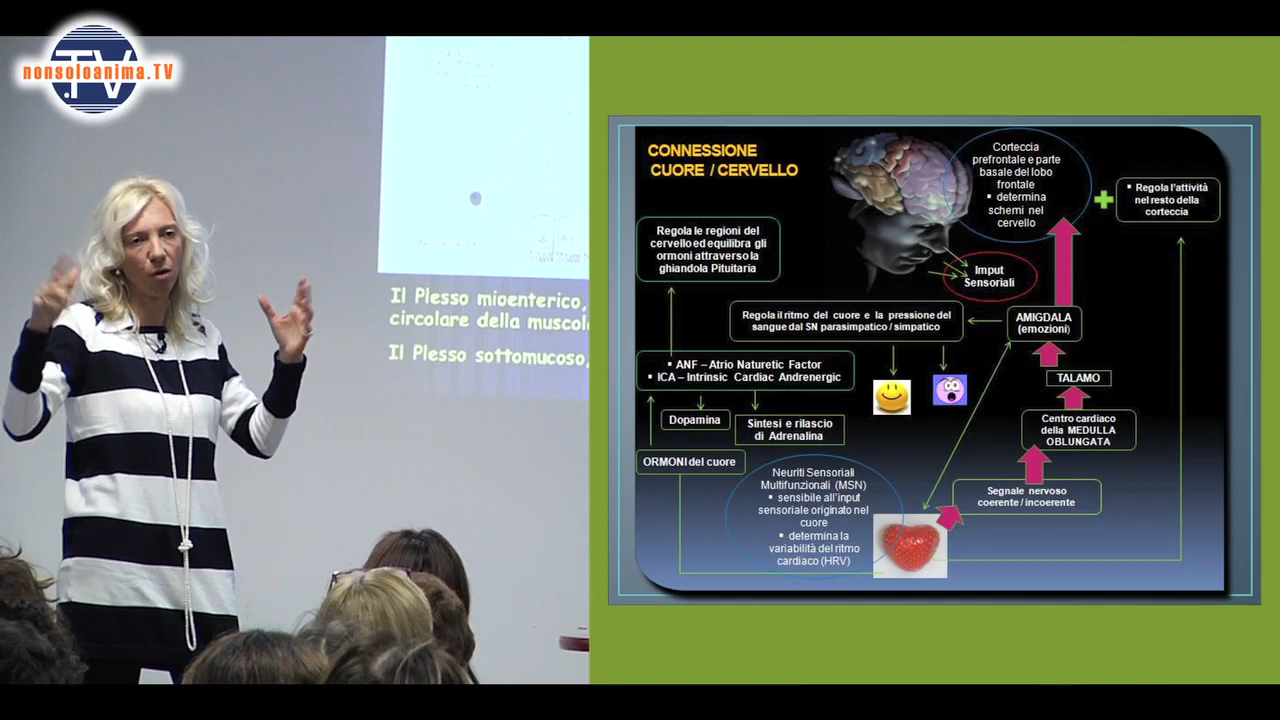 .TV
nonsoloanima.TV
Il Plesso mioenterico,
circolare della muscol
Il Plesso sottomucoso,
CONNESSIONE
CUORE / CERVELLO
Corteccia
prefrontale e parte
basale del lobo
frontale
▪ determina
schemi nel
cervello
▪ Regola l'attività
nel resto della
corteccia
Regola le regioni del
cervello ed equilibra gli
ormoni attraverso la
ghiandola Pituitaria
Imput
Sensoriali
Regola il ritmo del cuore e la pressione del
sangue dal SN parasimpatico / simpatico
AMIGDALA
(emozioni)
▪ ANF – Atrio Naturetic Factor
▪ ICA – Intrinsic Cardiac Andrenergic
TALAMO
Dopamina
Sintesi e rilascio
di Adrenalina
Centro cardiaco
della MEDULLA
OBLUNGATA
ORMONI del cuore
Neuriti Sensoriali
Multifunzionali (MSN)
▪ sensibile all'input
sensoriale originato nel
cuore
▪ determina la
variabilità del ritmo
cardiaco (HRV)
Segnale nervoso
coerente / incoerente